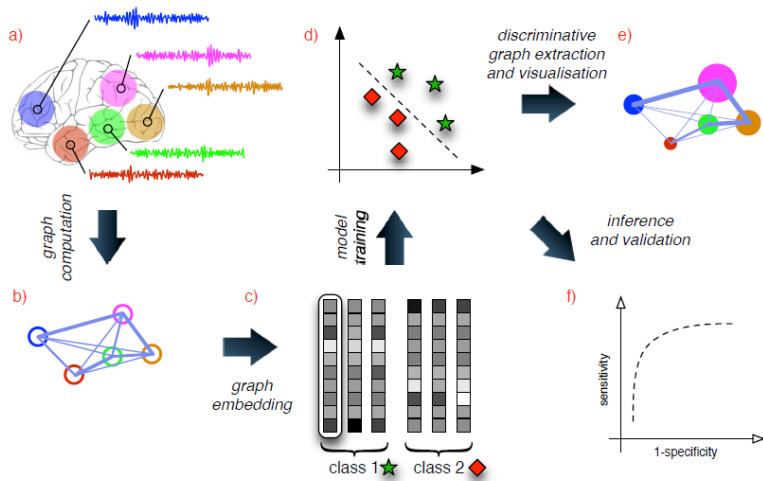 a)
d)
discriminative
graph extraction
and visualisation
e)
graph
computation
model
training
inference
and validation
b)
c)
f)
graph
embedding
sensitivity
1-specificity
class 1
class 2